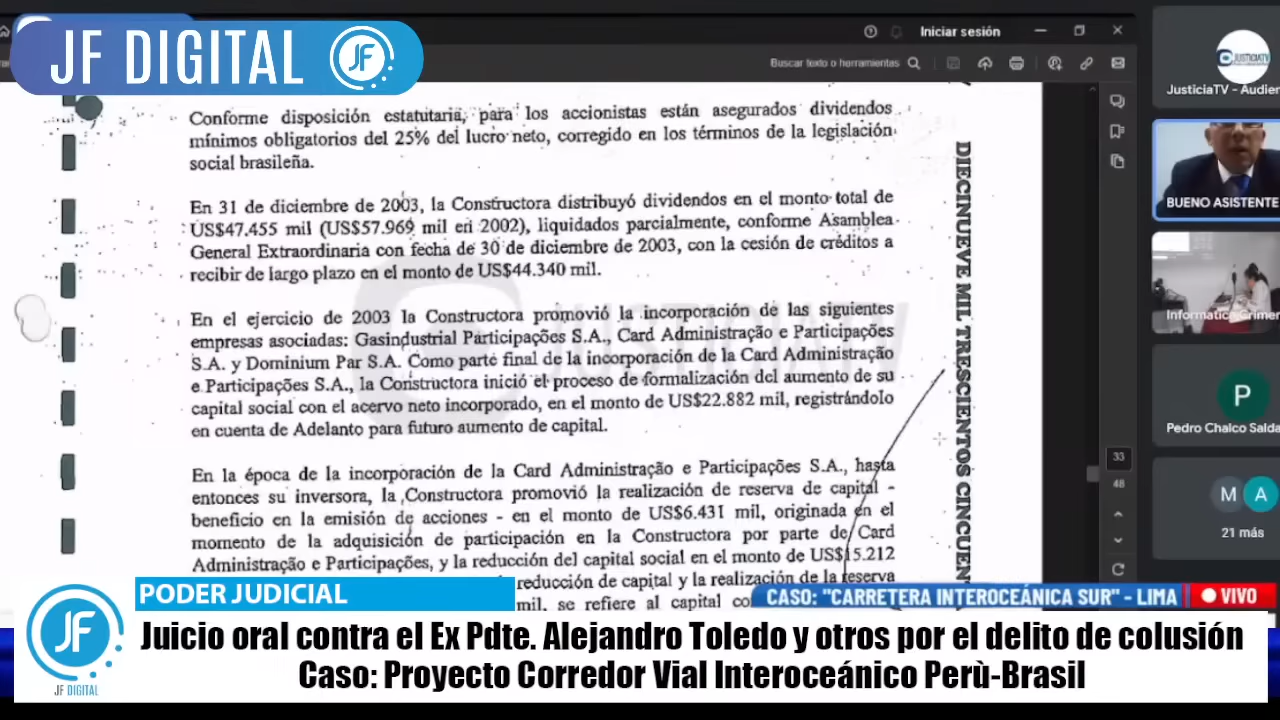 JF DIGITAL
JF
Iniciar sesión
Buscar texto o herramientas
Conforme disposición estatutaria, para los accionistas están asegurados dividendos
mínimos obligatorios del 25% del lucro neto, corregido en los términos de la legislación
social brasileña.
En 31 de diciembre de 2003, la Constructora distribuyó dividendos en el monto total de
US$47.455 mil (US$57.969 mil en 2002), liquidados parcialmente, conforme Asamblea
General Extraordinaria con fecha de 30 de diciembre de 2003, con la cesión de créditos a
recibir de largo plazo en el monto de US$44.340 mil.
En el ejercicio de 2003 la Constructora promovió la incorporación de las siguientes
empresas asociadas: Gasindustrial Participações S.A., Card Administração e Participações
S.A. y Dominium Par S.A. Como parte final de la incorporación de la Card Administração
e Participações S.A., la Constructora inició el proceso de formalización del aumento de su
capital social con el acervo neto incorporado, en el monto de US$22.882 mil, registrándolo
en cuenta de Adelanto para futuro aumento de capital.
En la época de la incorporación de la Card Administração e Participações S.A., hasta
entonces su inversora, la Constructora promovió la realización de reserva de capital -
beneficio en la emisión de acciones - en el monto de US$6.431 mil, originada en el
momento de la adquisición de participación en la Constructora por parte de Card
Administração e Participações, y la reducción del capital social en el monto de US$15.212
reducción de capital y la realización de la reserva
mil, se refiere al capital
JUSTICIATV
DIECINUEVE MIL TRESCIENTOS CINCUEN
33
48
JUSTICIATV
JusticiaTV - Audien
BUENO ASISTENTE
Informatica Crimen
P
Pedro Chalco Salda
M A
21 más
PODER JUDICIAL
CASO: "CARRETERA INTEROCEÁNICA SUR" - LIMA
VIVO
JF
JF DIGITAL
Juicio oral contra el Ex Pdte. Alejandro Toledo y otros por el delito de colusión
Caso: Proyecto Corredor Vial Interoceánico Perù-Brasil